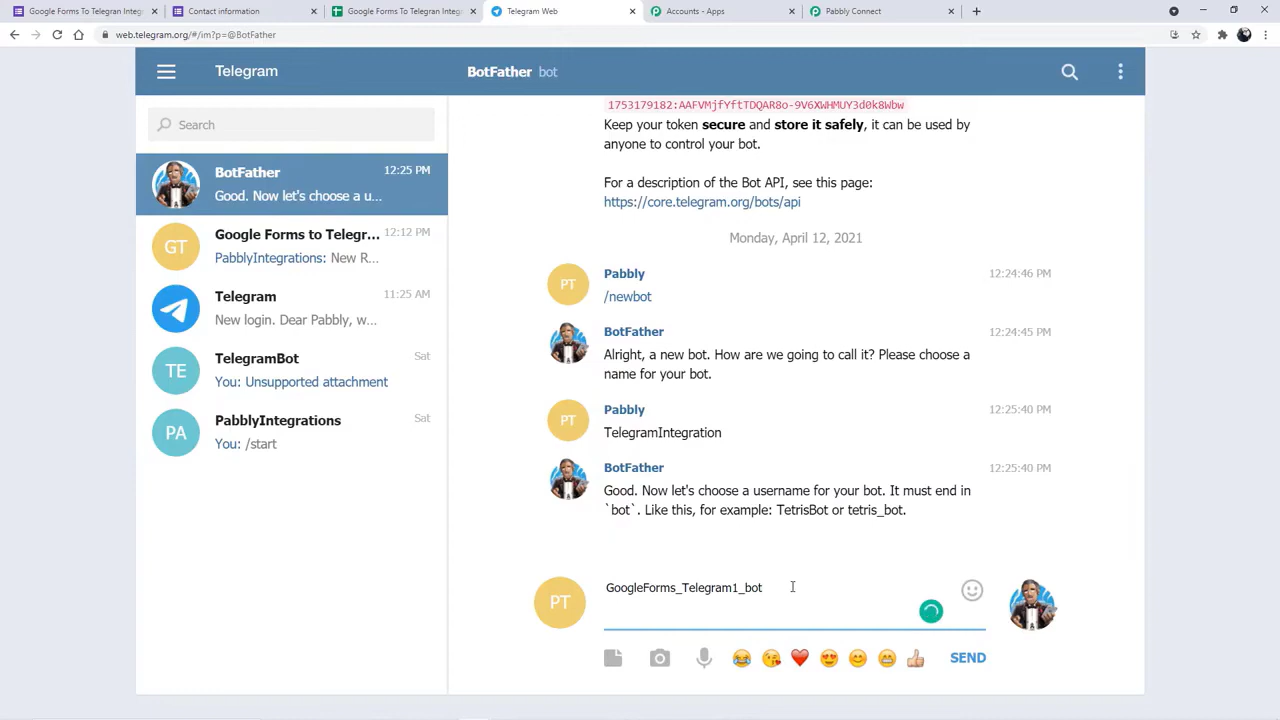 Google Forms To Telegram Integ
Contact information
Google Forms To Telegran Integra
Telegram Web
Accounts - Apps
Pabbly Connect
web.telegram.org/#/im?p=@BotFather
Telegram
BotFather bot
Search
BotFather 12:25 PM
Good. Now let's choose a u...
GT
Google Forms to Telegr... 12:12 PM
PabblyIntegrations: New R...
Telegram 11:25 AM
New login. Dear Pabbly, w...
TE
TelegramBot Sat
You: Unsupported attachment
PA
PabblyIntegrations Sat
You: /start
1753179182:AAFVMjfYftTDQAR8o-9V6XWHMUY3d0k8Wbw
Keep your token secure and store it safely, it can be used by
anyone to control your bot.
For a description of the Bot API, see this page:
https://core.telegram.org/bots/api
Monday, April 12, 2021
PT
Pabbly 12:24:46 PM
/newbot
BotFather 12:24:45 PM
Alright, a new bot. How are we going to call it? Please choose a
name for your bot.
PT
Pabbly 12:25:40 PM
TelegramIntegration
BotFather 12:25:40 PM
Good. Now let's choose a username for your bot. It must end in
`bot`. Like this, for example: TetrisBot or tetris_bot.
PT
GoogleForms_Telegram1_bot
SEND